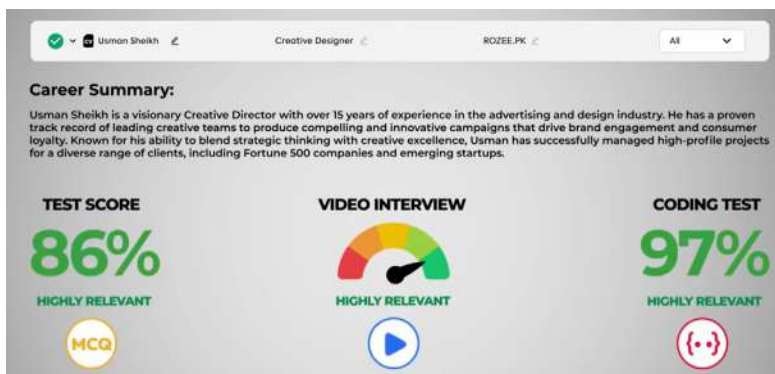 CV Usman Sheikh Creative Designer ROZEE.PK All
Career Summary:
Usman Sheikh is a visionary Creative Director with over 15 years of experience in the advertising and design industry. He has a proven
track record of leading creative teams to produce compelling and innovative campaigns that drive brand engagement and consumer
loyalty. Known for his ability to blend strategic thinking with creative excellence, Usman has successfully managed high-profile projects
for a diverse range of clients, including Fortune 500 companies and emerging startups.
TEST SCORE VIDEO INTERVIEW CODING TEST
86% 97%
HIGHLY RELEVANT HIGHLY RELEVANT HIGHLY RELEVANT
MCQ {··}